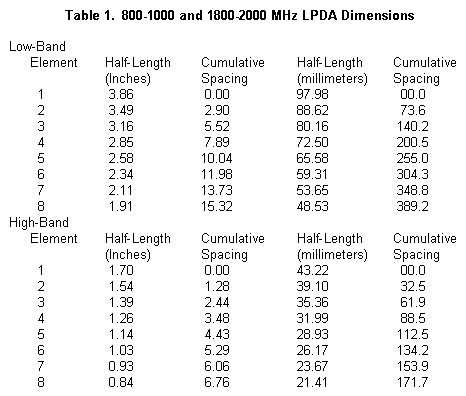 Table 1. 800-1000 and 1800-2000 MHz LPDA Dimensions
Low-Band
Element Half-Length Cumulative Half-Length Cumulative
(Inches) Spacing (millimeters) Spacing
1 3.86 0.00 97.98 00.0
2 3.49 2.90 88.62 73.6
3 3.16 5.52 80.16 140.2
4 2.85 7.89 72.50 200.5
5 2.58 10.04 65.58 255.0
6 2.34 11.98 59.31 304.3
7 2.11 13.73 53.65 348.8
8 1.91 15.32 48.53 389.2
High-Band
Element Half-Length Cumulative Half-Length Cumulative
(Inches) Spacing (millimeters) Spacing
1 1.70 0.00 43.22 00.0
2 1.54 1.28 39.10 32.5
3 1.39 2.44 35.36 61.9
4 1.26 3.48 31.99 88.5
5 1.14 4.43 28.93 112.5
6 1.03 5.29 26.17 134.2
7 0.93 6.06 23.67 153.9
8 0.84 6.76 21.41 171.7